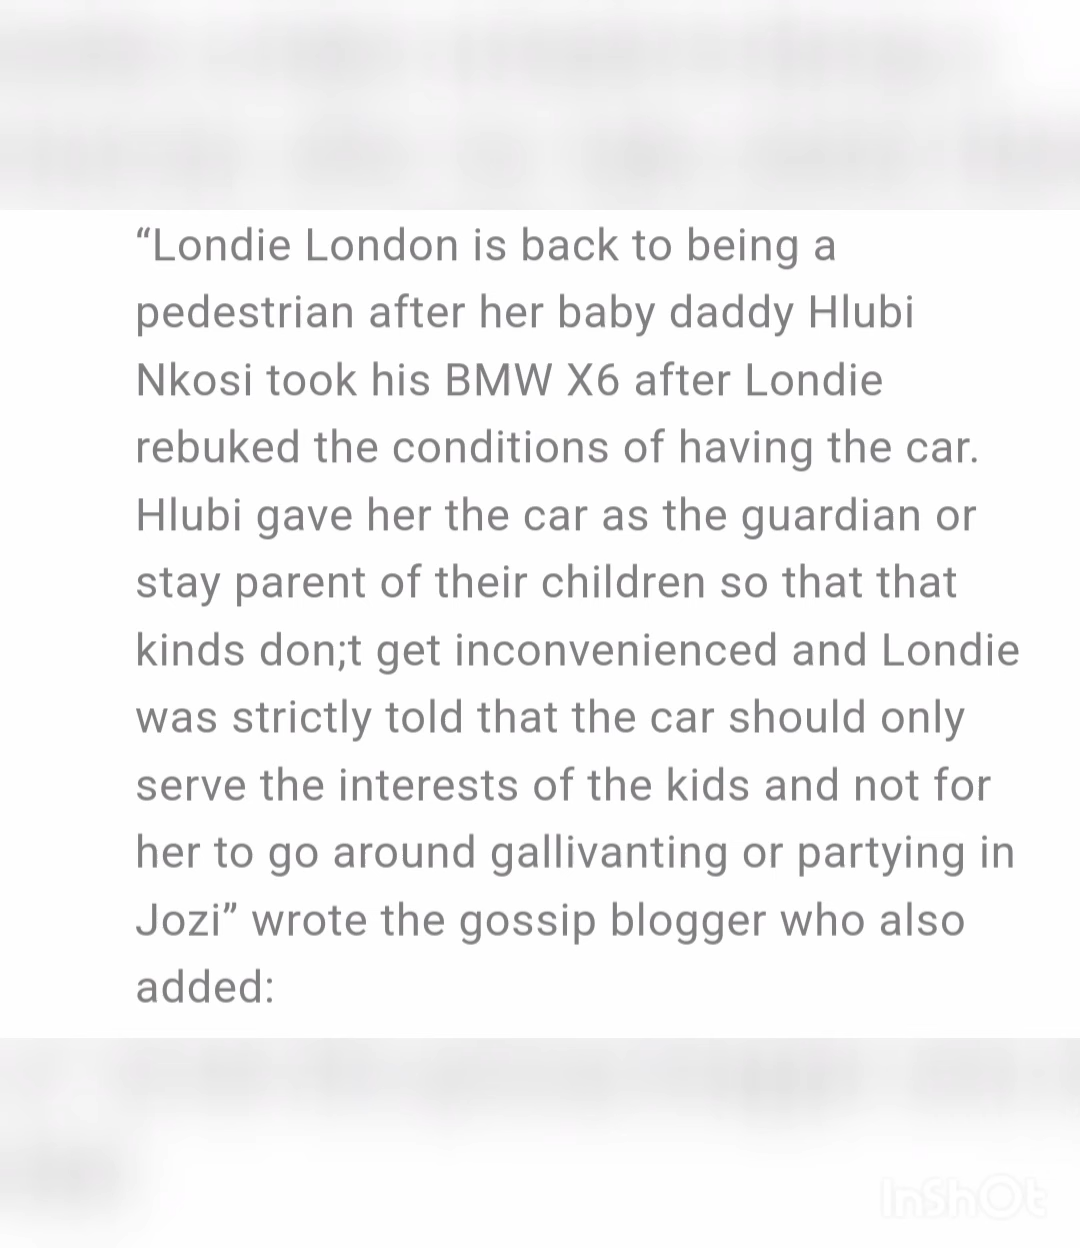 “Londie London is back to being a
pedestrian after her baby daddy Hlubi
Nkosi took his BMW X6 after Londie
rebuked the conditions of having the car.
Hlubi gave her the car as the guardian or
stay parent of their children so that that
kinds don;t get inconvenienced and Londie
was strictly told that the car should only
serve the interests of the kids and not for
her to go around gallivanting or partying in
Jozi” wrote the gossip blogger who also
added:
InShOt